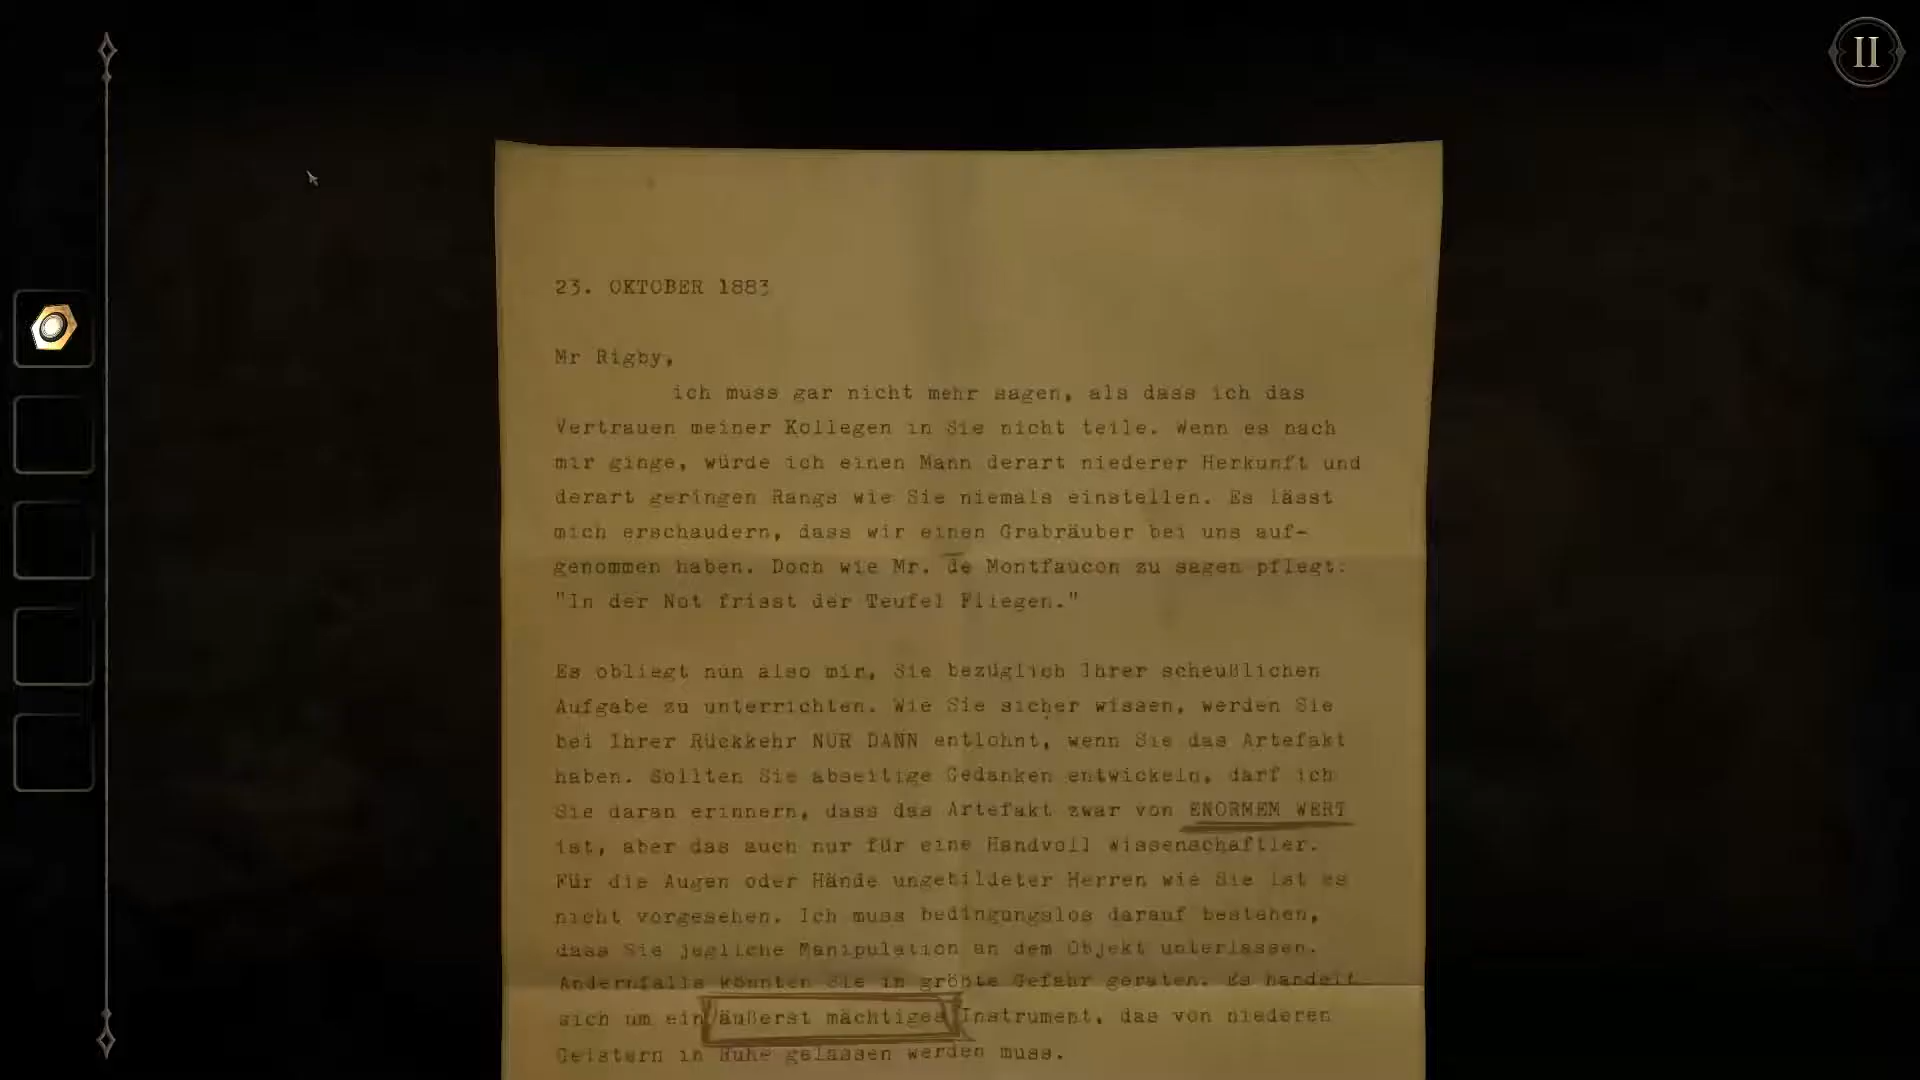 II
23. OKTOBER 1883
Mr Rigby,
ich muss gar nicht mehr sagen, als dass ich das
Vertrauen meiner Kollegen in Sie nicht teile. Wenn es nach
mir ginge, würde ich einen Mann derart niederer Herkunft und
derart geringen Rangs wie Sie niemals einstellen. Es lässt
mich erschaudern, dass wir einen Grabräuber bei uns auf-
genommen haben. Doch wie Mr. de Montfaucon zu sagen pflegt:
"In der Not frisst der Teufel Fliegen."
Es obliegt nun also mir, Sie bezüglich Ihrer scheußlichen
Aufgabe zu unterrichten. Wie Sie sicher wissen, werden Sie
bei Ihrer Rückkehr NUR DANN entlohnt, wenn Sie das Artefakt
haben. Sollten Sie abseitige Gedanken entwickeln, darf ich
Sie daran erinnern, dass das Artefakt zwar von ENORMEM WERT
ist, aber das auch nur für eine Handvoll Wissenschaftler.
Für die Augen oder Hände ungebildeter Herren wie Sie ist es
nicht vorgesehen. Ich muss bedingungslos darauf bestehen,
dass Sie jegliche Manipulation an dem Objekt unterlassen.
Andernfalls könnten Sie in größte Gefahr geraten. Es handelt
sich um ein äußerst mächtiges Instrument, das von niederen
Geistern in Ruhe gelassen werden muss.